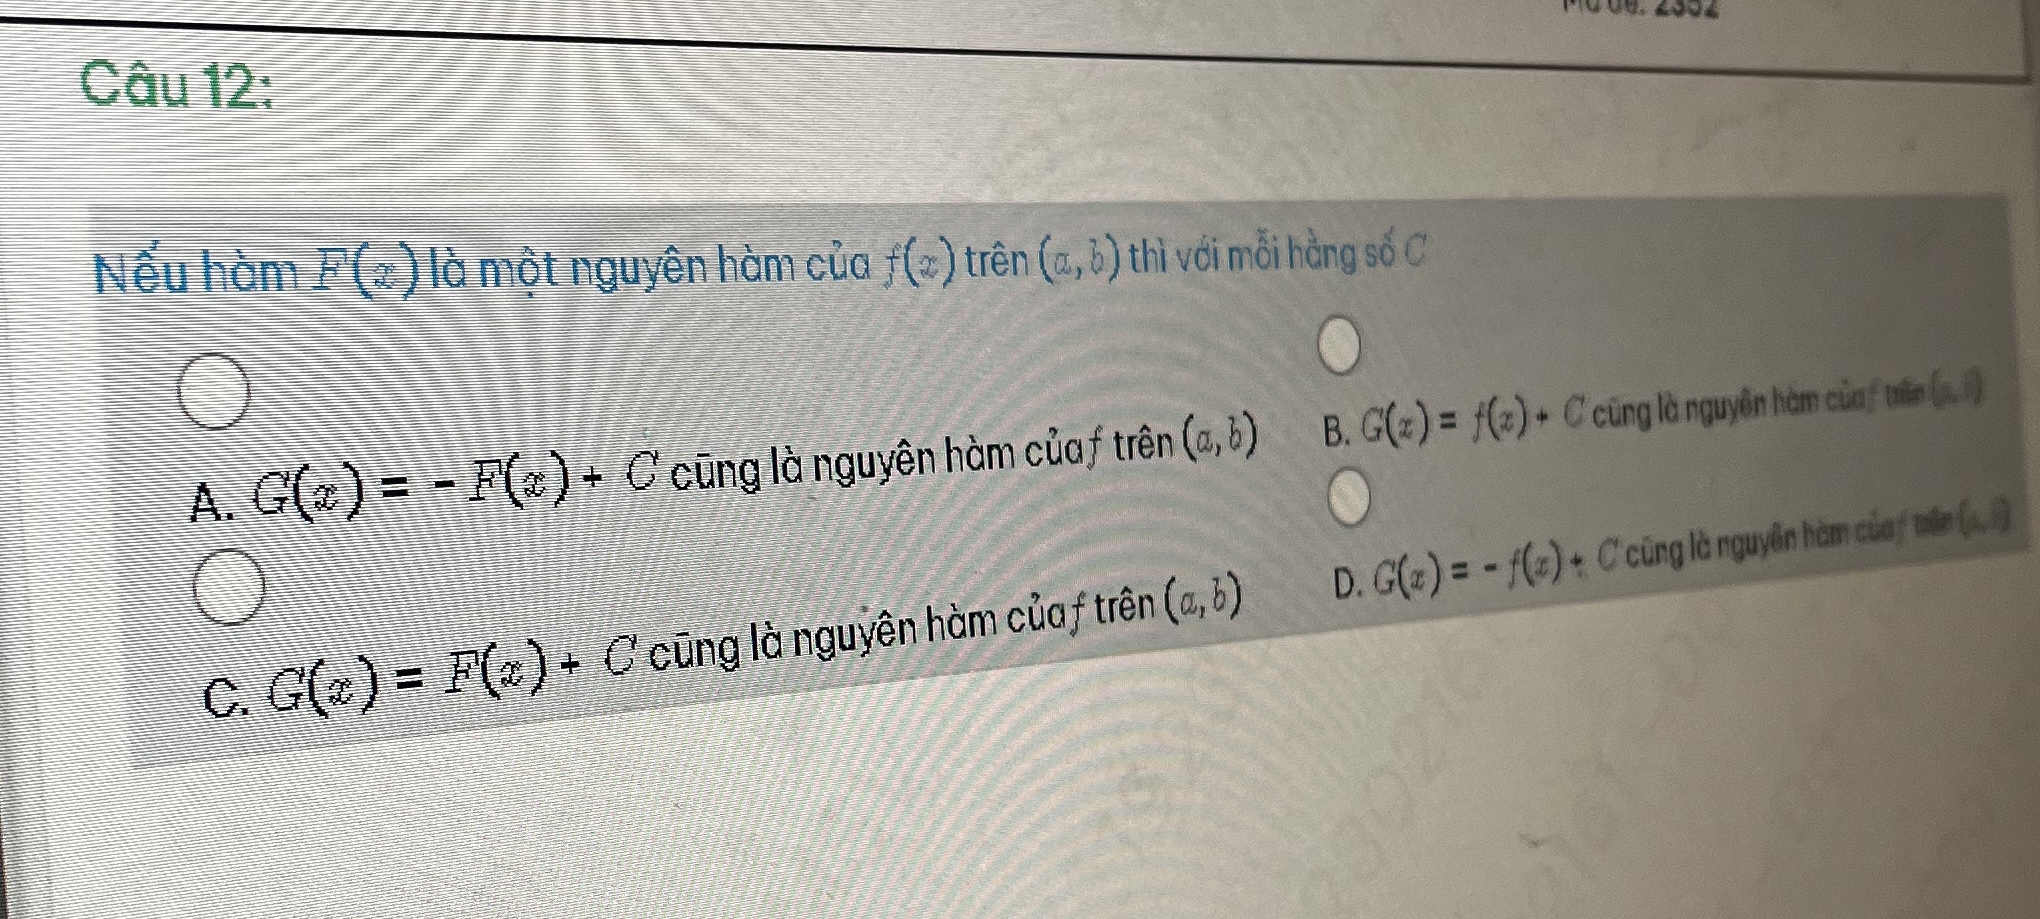 Mã đề: 2352
Câu 12:
Nếu hàm F(x) là một nguyên hàm của f(x) trên (a, b) thì với mỗi hằng số C
A. G(x) = - F(x) + C cũng là nguyên hàm của f trên (a, b)
B. G(x) = f(x) + C cũng là nguyên hàm của f trên (a, b)
C. G(x) = F(x) + C cũng là nguyên hàm của f trên (a, b)
D. G(x) = - f(x) + C cũng là nguyên hàm của f trên (a, b)